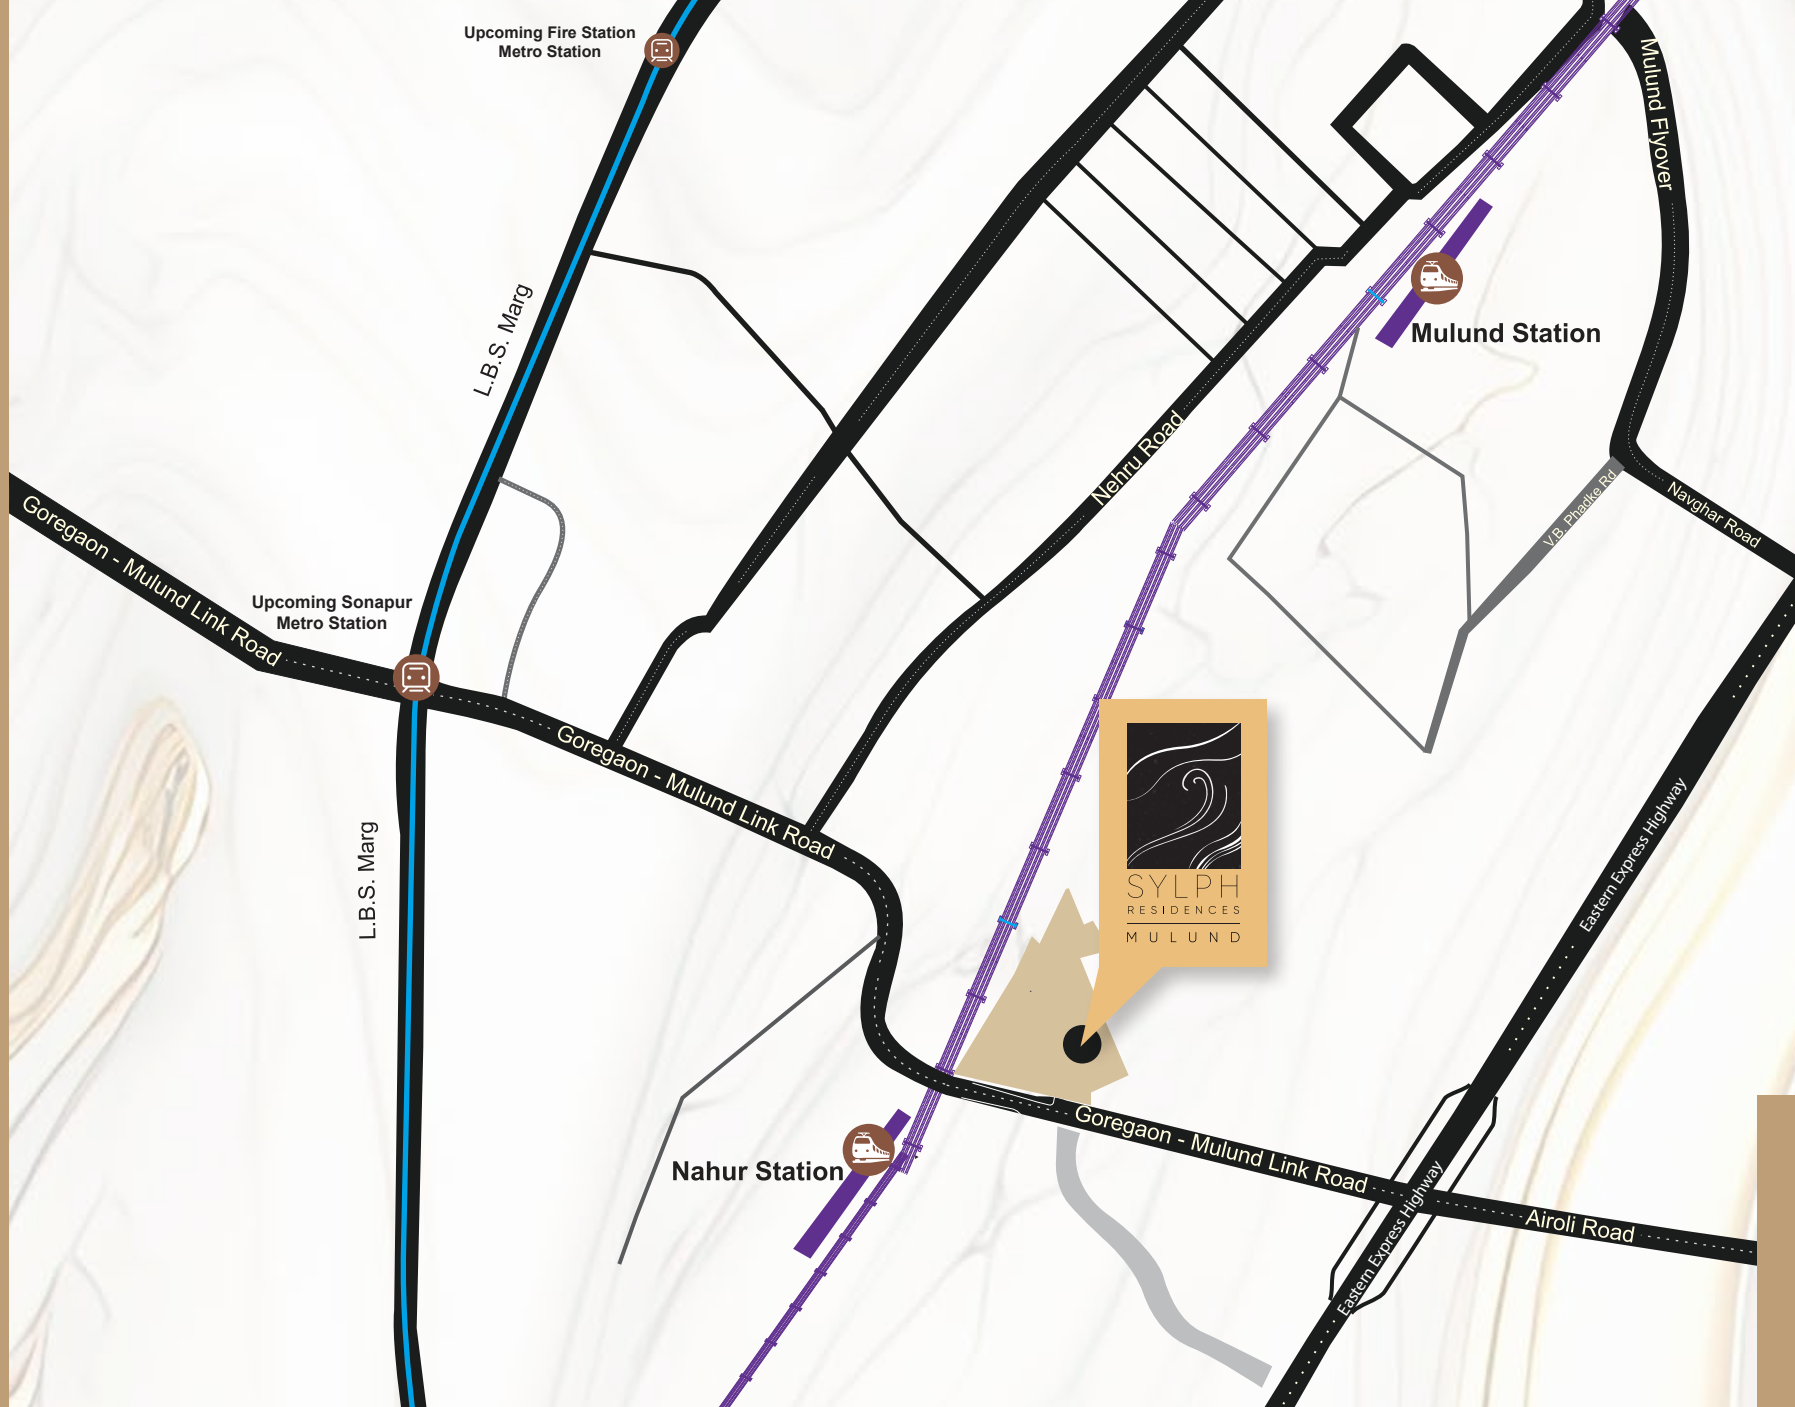 Upcoming Fire Station
Metro Station
Mulund Flyover
L.B.S. Marg
Mulund Station
Nehru Road
V.B. Phadke Rd
Navghar Road
Goregaon - Mulund Link Road
Upcoming Sonapur
Metro Station
Goregaon - Mulund Link Road
L.B.S. Marg
SYLPH
RESIDENCES
MULUND
Eastern Express Highway
Goregaon - Mulund Link Road
Nahur Station
Eastern Express Highway
Airoli Road